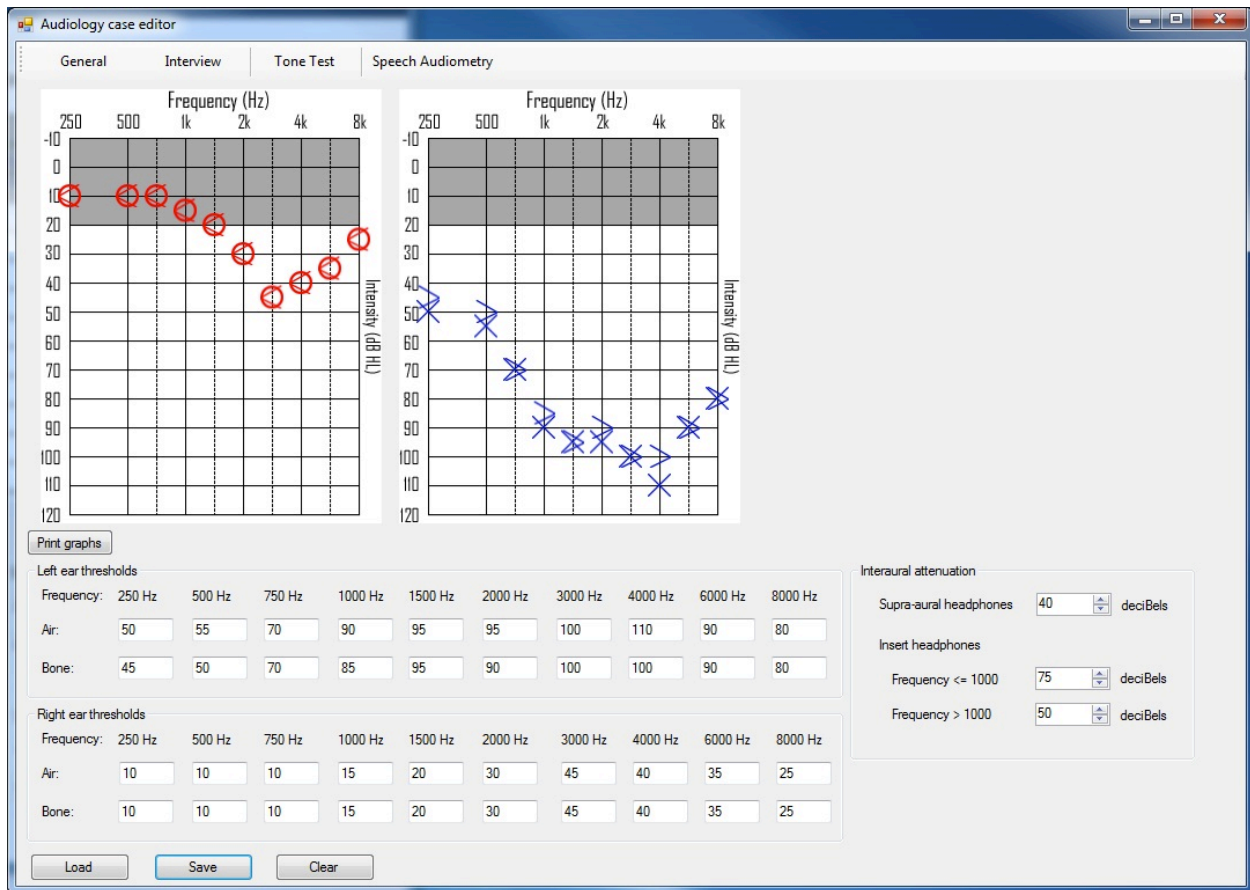 Audiology case editor
General Interview Tone Test Speech Audiometry
Frequency (Hz)
250 500 1k 2k 4k 8k
-10
0
10
20
30
40
50
60
70
80
90
100
110
120
Intensity (dB HL)
Frequency (Hz)
250 500 1k 2k 4k 8k
-10
0
10
20
30
40
50
60
70
80
90
100
110
120
Intensity (dB HL)
Print graphs
Left ear thresholds
Frequency: 250 Hz 500 Hz 750 Hz 1000 Hz 1500 Hz 2000 Hz 3000 Hz 4000 Hz 6000 Hz 8000 Hz
Air: 50 55 70 90 95 95 100 110 90 80
Bone: 45 50 70 85 95 90 100 100 90 80
Right ear thresholds
Frequency: 250 Hz 500 Hz 750 Hz 1000 Hz 1500 Hz 2000 Hz 3000 Hz 4000 Hz 6000 Hz 8000 Hz
Air: 10 10 10 15 20 30 45 40 35 25
Bone: 10 10 10 15 20 30 45 40 35 25
Interaural attenuation
Supra-aural headphones 40 deciBels
Insert headphones
Frequency <= 1000 75 deciBels
Frequency > 1000 50 deciBels
Load Save Clear